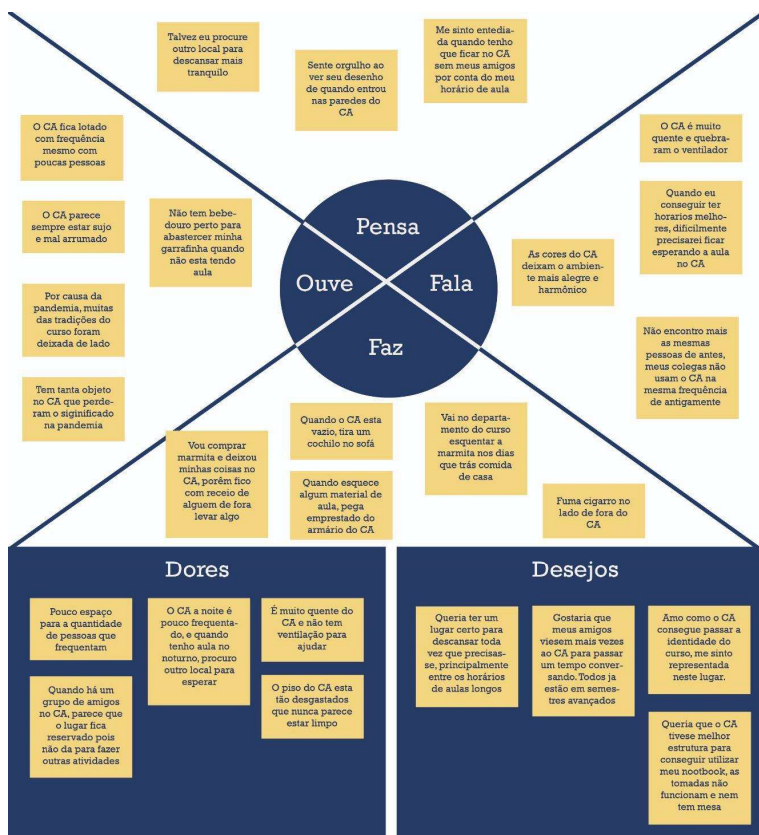 Talvez eu procure
outro local para
descansar mais
tranquilo
Sente orgulho ao
ver seu desenho
de quando entrou
nas paredes do
CA
Me sinto entedia-
da quando tenho
que ficar no CA
sem meus amigos
por conta do meu
horário de aula
O CA fica lotado
com frequência
mesmo com
poucas pessoas
O CA parece
sempre estar sujo
e mal arrumado
Não tem bebe-
douro perto para
abastercer minha
garrafinha quando
não esta tendo
aula
Por causa da
pandemia, muitas
das tradições do
curso foram
deixada de lado
Tem tanta objeto
no CA que perde-
ram o siginificado
na pandemia
Pensa
Ouve
Fala
Faz
O CA é muito
quente e quebra-
ram o ventilador
Quando eu
conseguir ter
horarios melho-
res, dificilmente
precisarei ficar
esperando a aula
no CA
As cores do CA
deixam o ambien-
te mais alegre e
harmônico
Não encontro mais
as mesmas
pessoas de antes,
meus colegas não
usam o CA na
mesma frequência
de antigamente
Vou comprar
marmita e deixou
minhas coisas no
CA, porêm fico
com receio de
alguem de fora
levar algo
Quando o CA esta
vazio, tira um
cochilo no sofá
Quando esquece
algum material de
aula, pega
emprestado do
armário do CA
Vai no departa-
mento do curso
esquentar a
marmita nos dias
que trás comida
de casa
Fuma cigarro no
lado de fora do
CA
Dores
Pouco espaço
para a quantidade
de pessoas que
frequentam
O CA a noite é
pouco frequenta-
do, e quando
tenho aula no
noturno, procuro
outro local para
esperar
É muito quente do
CA e não tem
ventilação para
ajudar
Quando há um
grupo de amigos
no CA, parece que
o lugar fica
reservado pois
não da para fazer
outras atividades
O piso do CA esta
tão desgastados
que nunca parece
estar limpo
Desejos
Queria ter um
lugar certo para
descansar toda
vez que precisas-
se, principalmente
entre os horários
de aulas longos
Gostaria que
meus amigos
viesem mais vezes
ao CA para passar
um tempo conver-
sando. Todos ja
estão em semes-
tres avançados
Amo como o CA
consegue passar a
identidade do
curso, me sinto
representada
neste lugar.
Queria que o CA
tivese melhor
estrutura para
conseguir utilizar
meu nootbook, as
tomadas não
funcionam e nem
tem mesa